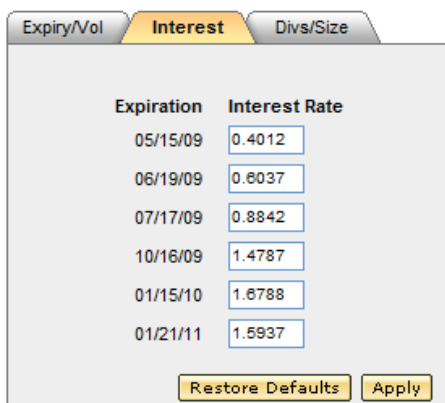 Expiry/Vol Interest Divs/Size
Expiration Interest Rate
05/15/09 0.4012
06/19/09 0.6037
07/17/09 0.8842
10/16/09 1.4787
01/15/10 1.6788
01/21/11 1.5937
Restore Defaults Apply